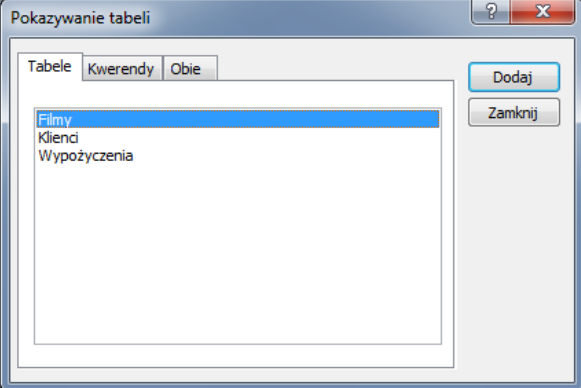 Pokazywanie tabeli
Tabele Kwerendy Obie
Filmy
Klienci
Wypożyczenia
Dodaj
Zamknij